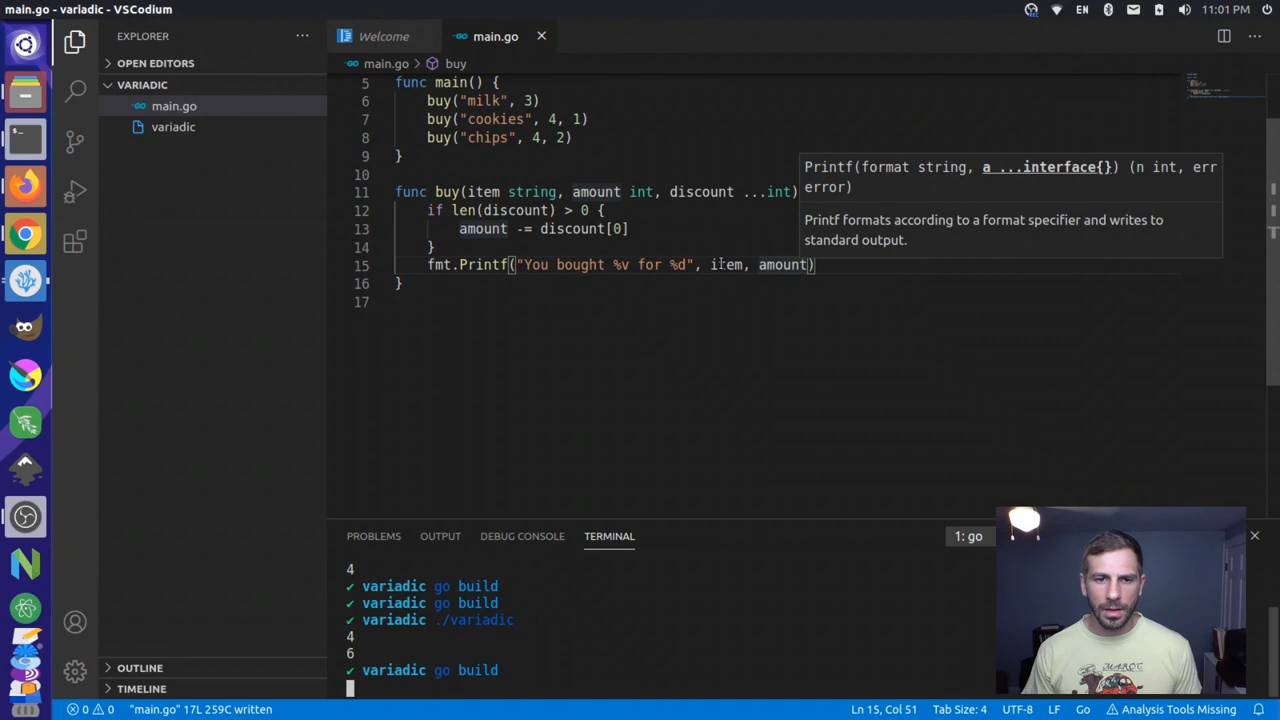 main.go - variadic - VSCodium
EN
11:01 PM
EXPLORER
Welcome
main.go
OPEN EDITORS
main.go
buy
VARIADIC
main.go
variadic
5 func main() {
6 buy("milk", 3)
7 buy("cookies", 4, 1)
8 buy("chips", 4, 2)
9 }
10
11 func buy(item string, amount int, discount ...int)
12 if len(discount) > 0 {
13 amount -= discount[0]
14 }
15 fmt.Printf("You bought %v for %d", item, amount)
16 }
17
Printf(format string, a ...interface{}) (n int, err
error)
Printf formats according to a format specifier and writes to
standard output.
PROBLEMS
OUTPUT
DEBUG CONSOLE
TERMINAL
1: go
4
✔ variadic go build
✔ variadic go build
✔ variadic ./variadic
4
6
✔ variadic go build
OUTLINE
TIMELINE
0
0
"main.go" 17L 259C written
Ln 15, Col 51
Tab Size: 4
UTF-8
LF
Go
Analysis Tools Missing